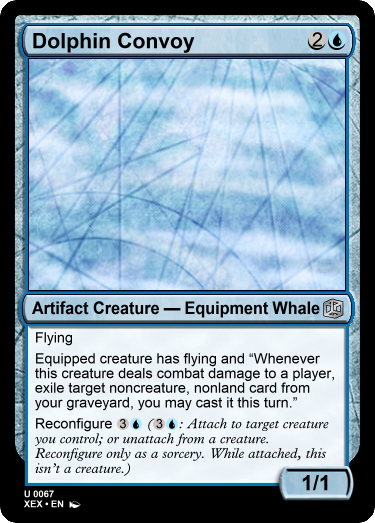 Dolphin Convoy 2
Artifact Creature — Equipment Whale
Flying
Equipped creature has flying and “Whenever
this creature deals combat damage to a player,
exile target noncreature, nonland card from
your graveyard, you may cast it this turn.”
Reconfigure 3 (3 : Attach to target creature
you control; or unattach from a creature.
Reconfigure only as a sorcery. While attached, this
isn’t a creature.)
1/1
U 0067
XEX • EN